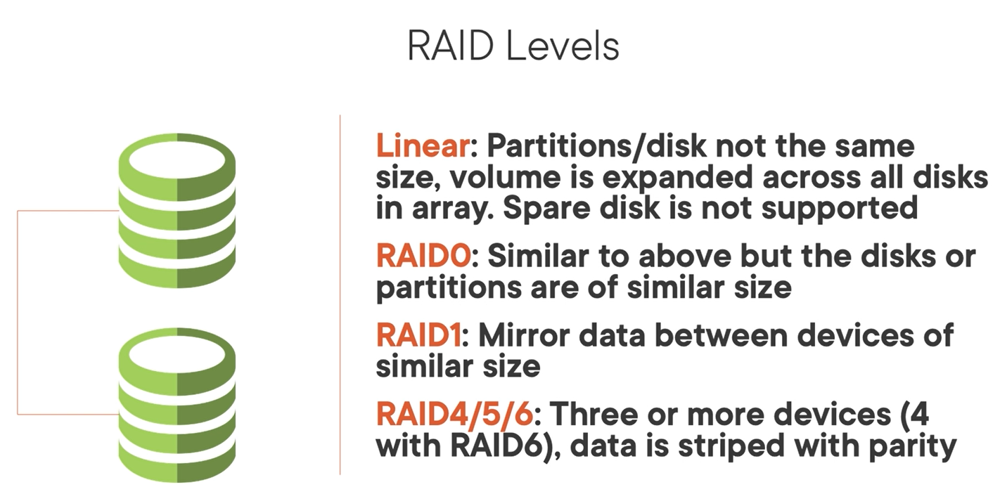 RAID Levels
Linear: Partitions/disk not the same
size, volume is expanded across all disks
in array. Spare disk is not supported
RAID0: Similar to above but the disks or
partitions are of similar size
RAID1: Mirror data between devices of
similar size
RAID4/5/6: Three or more devices (4
with RAID6), data is striped with parity